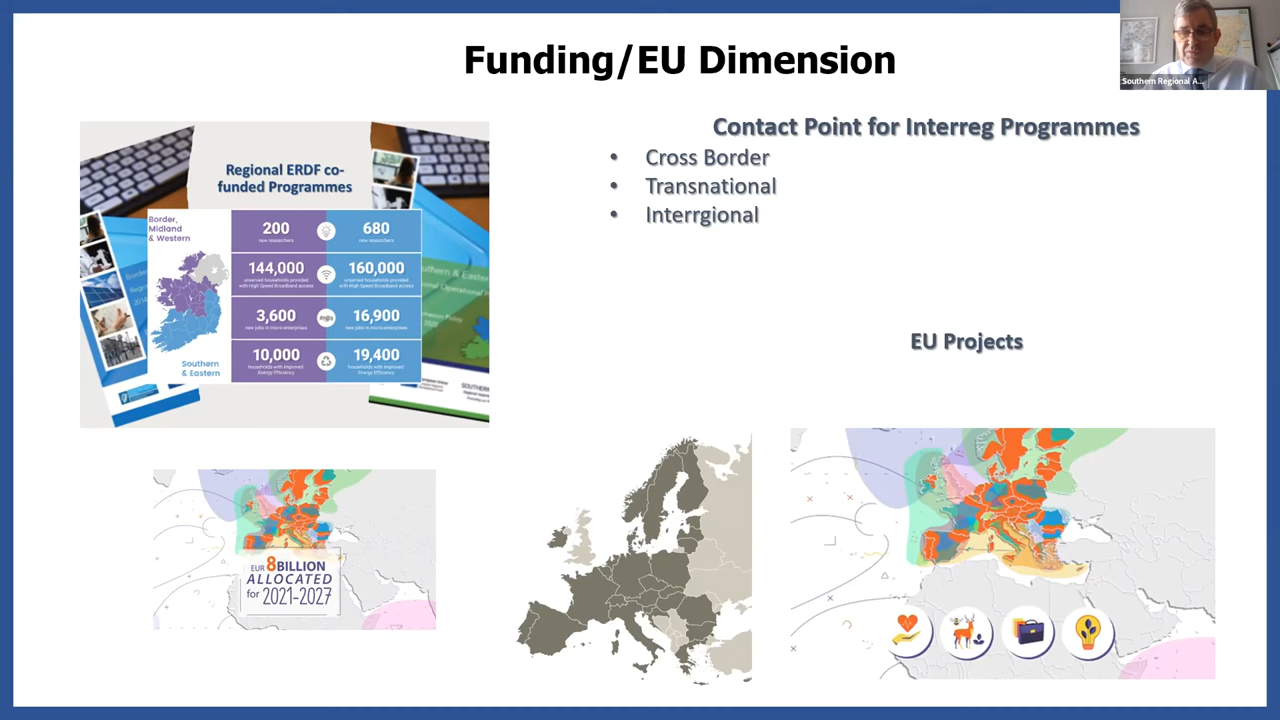 Funding/EU Dimension
Southern Regional A...
Contact Point for Interreg Programmes
• Cross Border
• Transnational
• Interrgional
EU Projects
Regional ERDF co-
funded Programmes
Border,
Midland
& Western
Southern
& Eastern
200
new researchers
680
new researchers
144,000
unserved households provided
with High Speed Broadband access
160,000
unserved households provided
with High Speed Broadband access
3,600
new jobs in micro-enterprises
16,900
new jobs in micro-enterprises
10,000
households with improved
Energy Efficiency
19,400
households with improved
Energy Efficiency
EUR 8BILLION
ALLOCATED
for 2021-2027